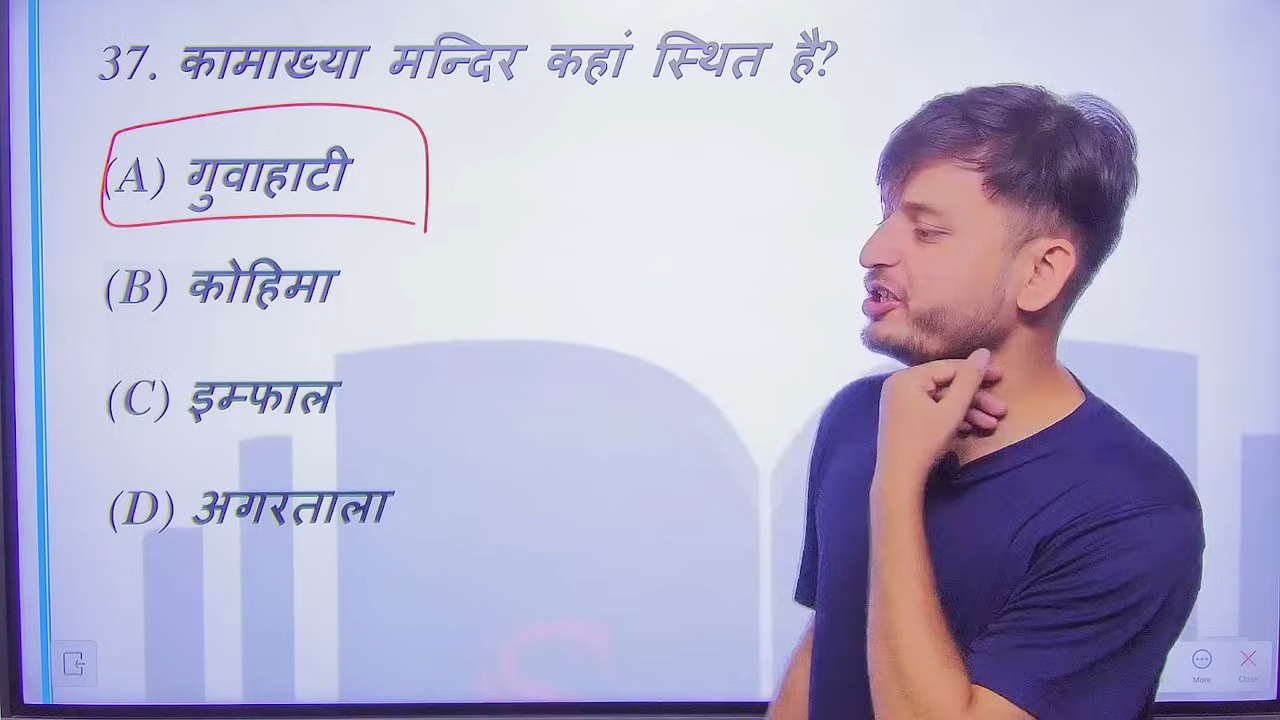 37. कामाख्या मन्दिर कहां स्थित है?
(A) गुवाहाटी
(B) कोहिमा
(C) इम्फाल
(D) अगरताला
More
Close